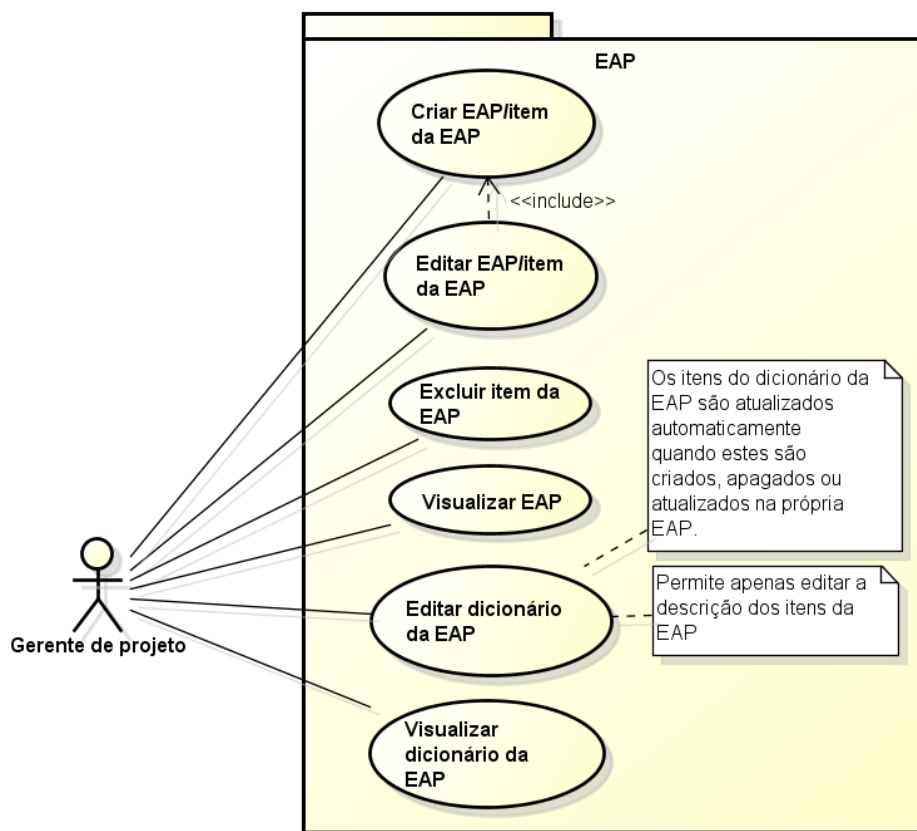 EAP
Criar EAP/item
da EAP
<<include>>
Editar EAP/item
da EAP
Excluir item da
EAP
Visualizar EAP
Os itens do dicionário da
EAP são atualizados
automaticamente
quando estes são
criados, apagados ou
atualizados na própria
EAP.
Editar dicionário
da EAP
Permite apenas editar a
descrição dos itens da
EAP
Gerente de projeto
Visualizar
dicionário da
EAP